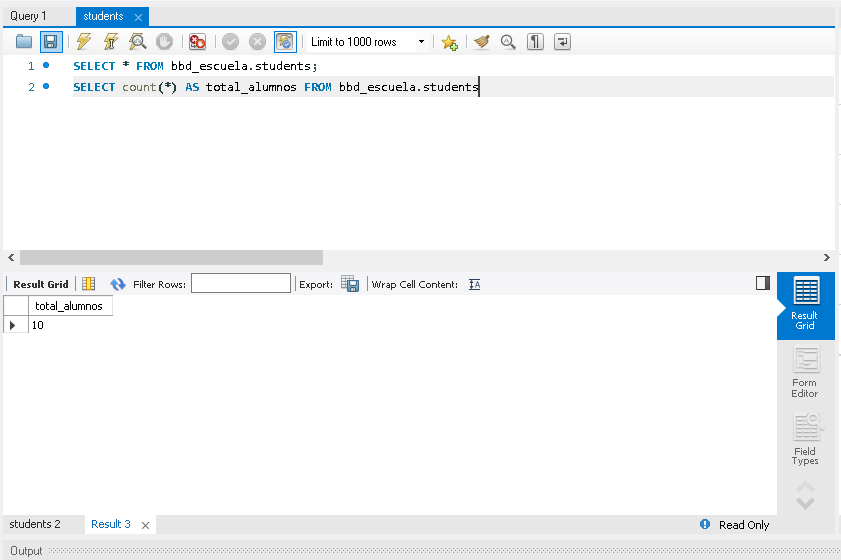 Query 1
students
Limit to 1000 rows
1 SELECT * FROM bbd_escuela.students;
2 SELECT count(*) AS total_alumnos FROM bbd_escuela.students
Result Grid
Filter Rows:
Export:
Wrap Cell Content:
total_alumnos
10
Result
Grid
Form
Editor
Field
Types
students 2
Result 3
Read Only
Output